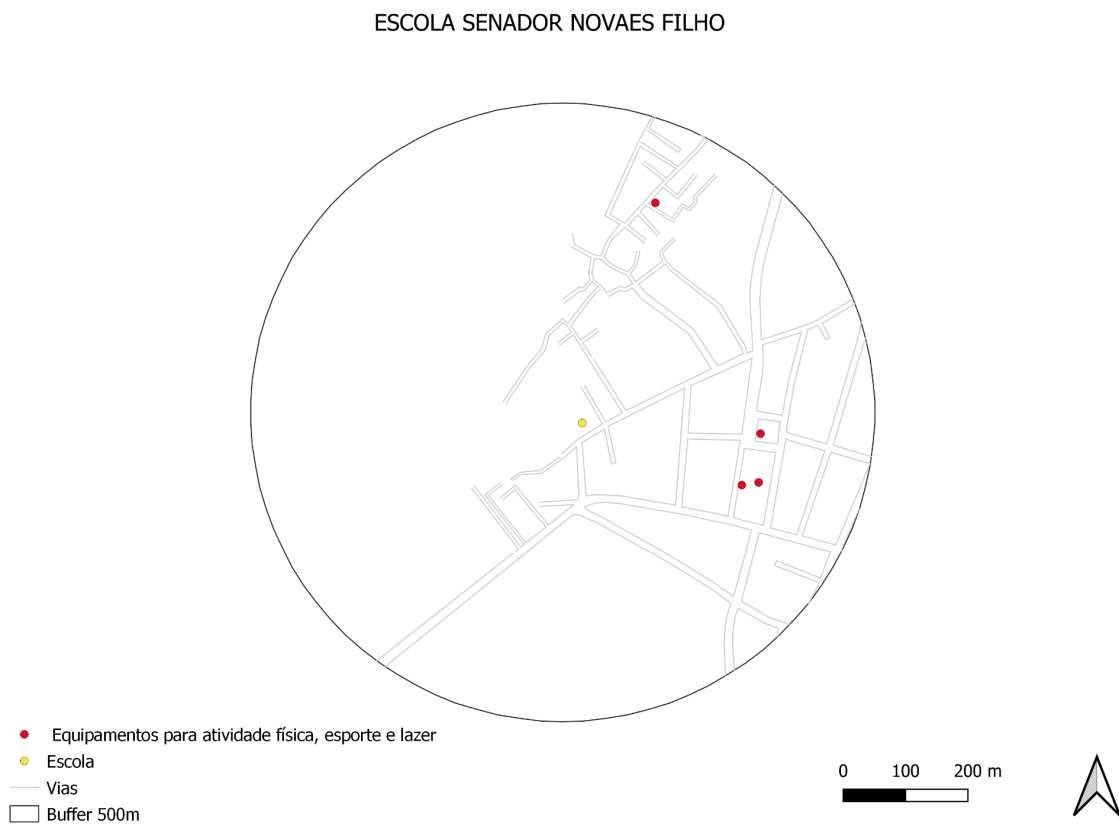 ESCOLA SENADOR NOVAES FILHO
Equipamentos para atividade física, esporte e lazer
Escola
Vias
Buffer 500m
0 100 200 m